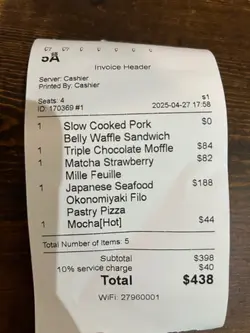 5A
Invoice Header
Server: Cashier
Printed By: Cashier
s1
Seats: 4 2025-04-27 17:58
ID: 170369 #1
1 Slow Cooked Pork $0
Belly Waffle Sandwich
1 Triple Chocolate Moffle $84
1 Matcha Strawberry $82
Mille Feuille
1 Japanese Seafood $188
Okonomiyaki Filo
Pastry Pizza
1 Mocha[Hot] $44
Total Number of Items: 5
Subtotal $398
10% service charge $40
Total $438
WiFi: 27960001